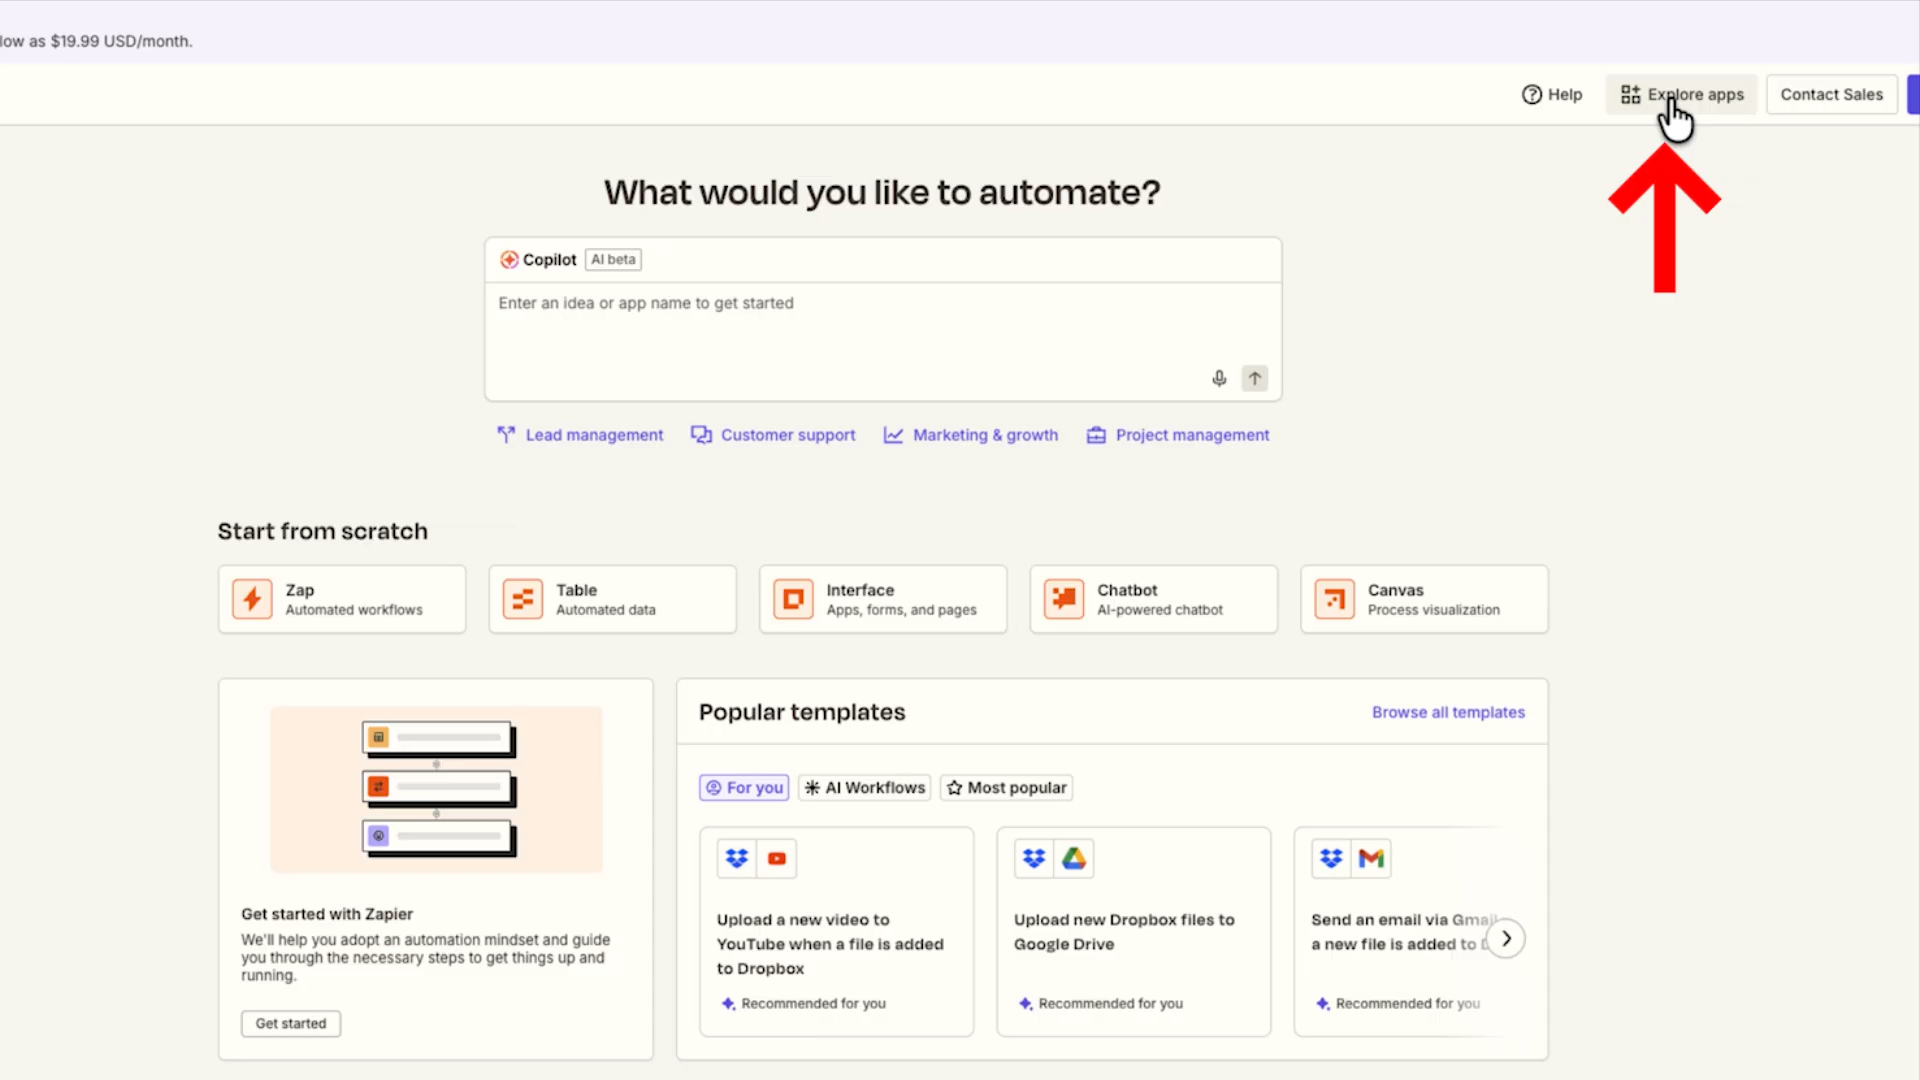 low as $19.99 USD/month.
Help
Explore apps
Contact Sales
What would you like to automate?
Copilot
AI beta
Enter an idea or app name to get started
Lead management
Customer support
Marketing & growth
Project management
Start from scratch
Zap
Automated workflows
Table
Automated data
Interface
Apps, forms, and pages
Chatbot
AI-powered chatbot
Canvas
Process visualization
Get started with Zapier
We'll help you adopt an automation mindset and guide
you through the necessary steps to get things up and
running.
Get started
Popular templates
Browse all templates
For you
AI Workflows
Most popular
Upload a new video to
YouTube when a file is added
to Dropbox
Recommended for you
Upload new Dropbox files to
Google Drive
Recommended for you
Send an email via Gmail
a new file is added to
Recommended for you